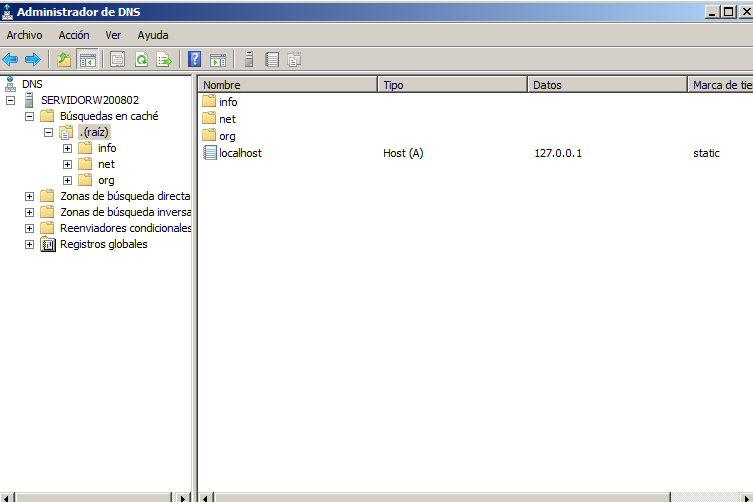 Administrador de DNS
Archivo Acción Ver Ayuda
DNS
SERVIDORW200802
Búsquedas en caché
.(raíz)
info
net
org
Zonas de búsqueda directa
Zonas de búsqueda inversa
Reenviadores condicionales
Registros globales
Nombre Tipo Datos Marca de tie
info
net
org
localhost Host (A) 127.0.0.1 static